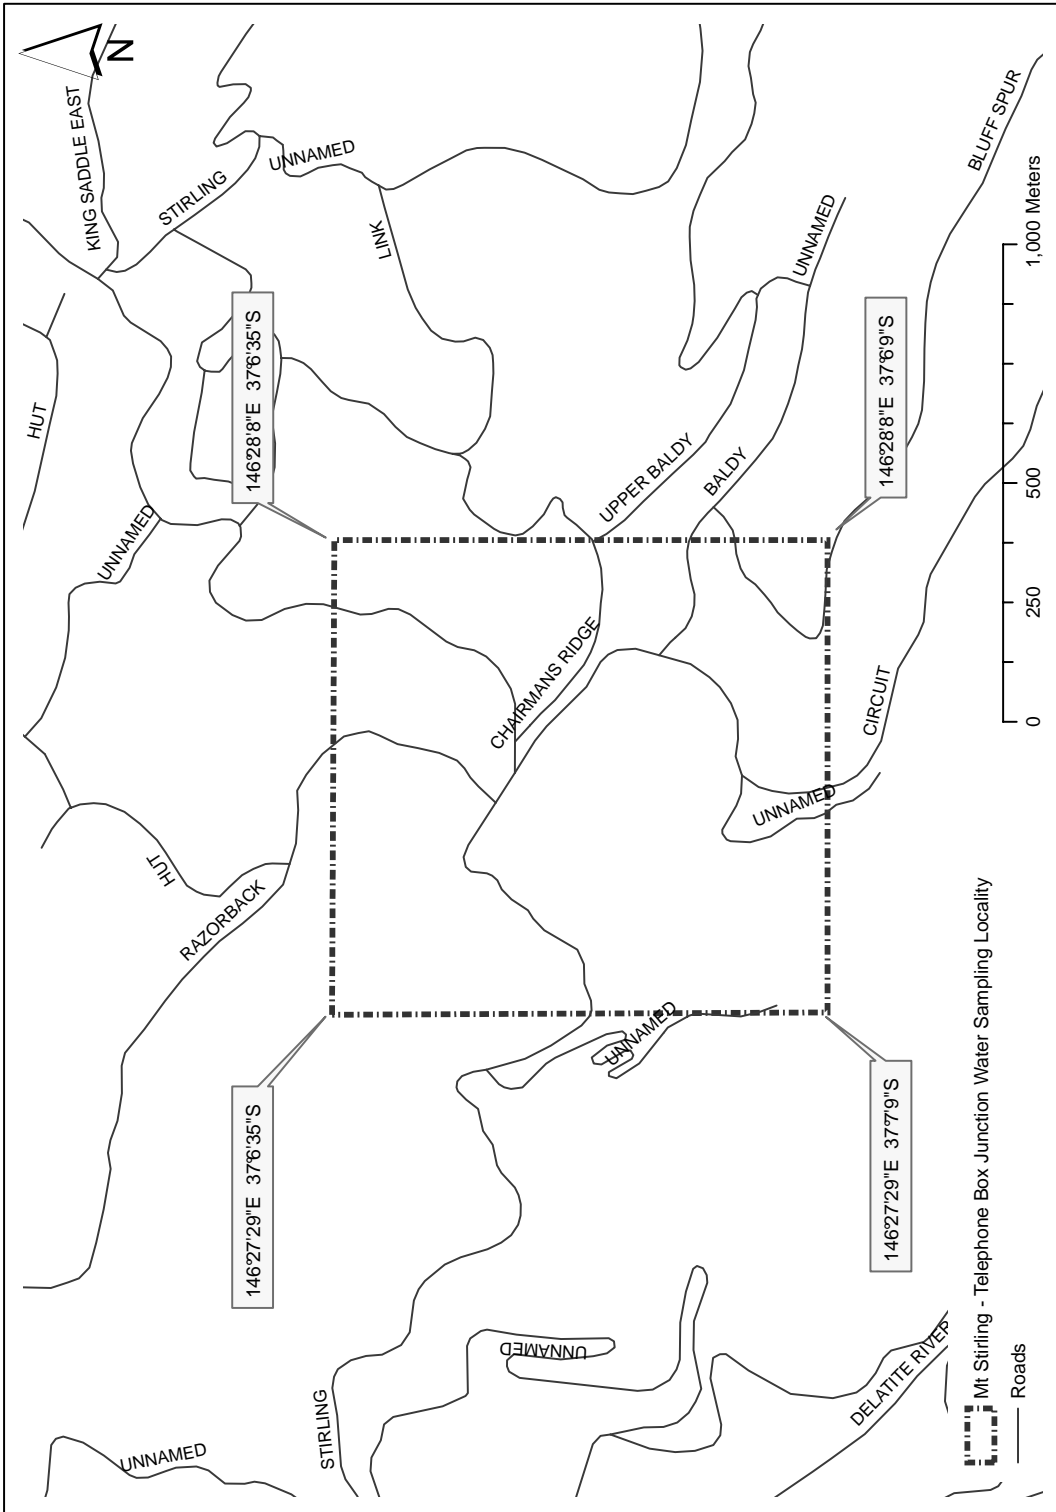 N
KING SADDLE EAST
STIRLING
UNNAMED
LINK
HUT
UNNAMED
BLUFF SPUR
UNNAMED
UPPER BALDY
BALDY
CHAIRMANS RIDGE
CIRCUIT
UNNAMED
HUT
RAZORBACK
UNNAMED
UNNAMED
STIRLING
UNNAMED
DELATITE RIVER
146°28'8"E 37°6'35"S
146°28'8"E 37°6'9"S
146°27'29"E 37°6'35"S
146°27'29"E 37°7'9"S
0 250 500 1,000 Meters
Mt Stirling - Telephone Box Junction Water Sampling Locality
Roads